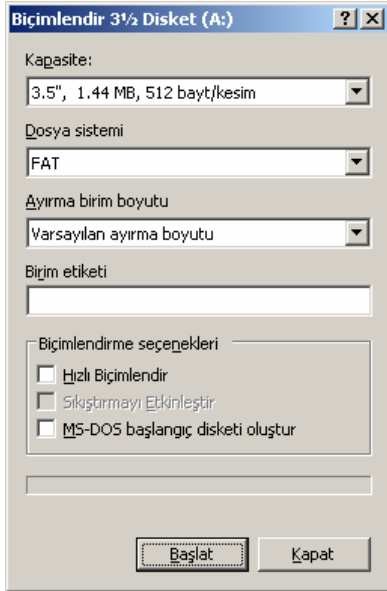 Biçimlendir 3½ Disket (A:)
Kapasite:
3.5", 1.44 MB, 512 bayt/kesim
Dosya sistemi
FAT
Ayırma birim boyutu
Varsayılan ayırma boyutu
Birim etiketi
Biçimlendirme seçenekleri
Hızlı Biçimlendir
Sıkıştırmayı Etkinleştir
MS-DOS başlangıç disketi oluştur
Başlat Kapat